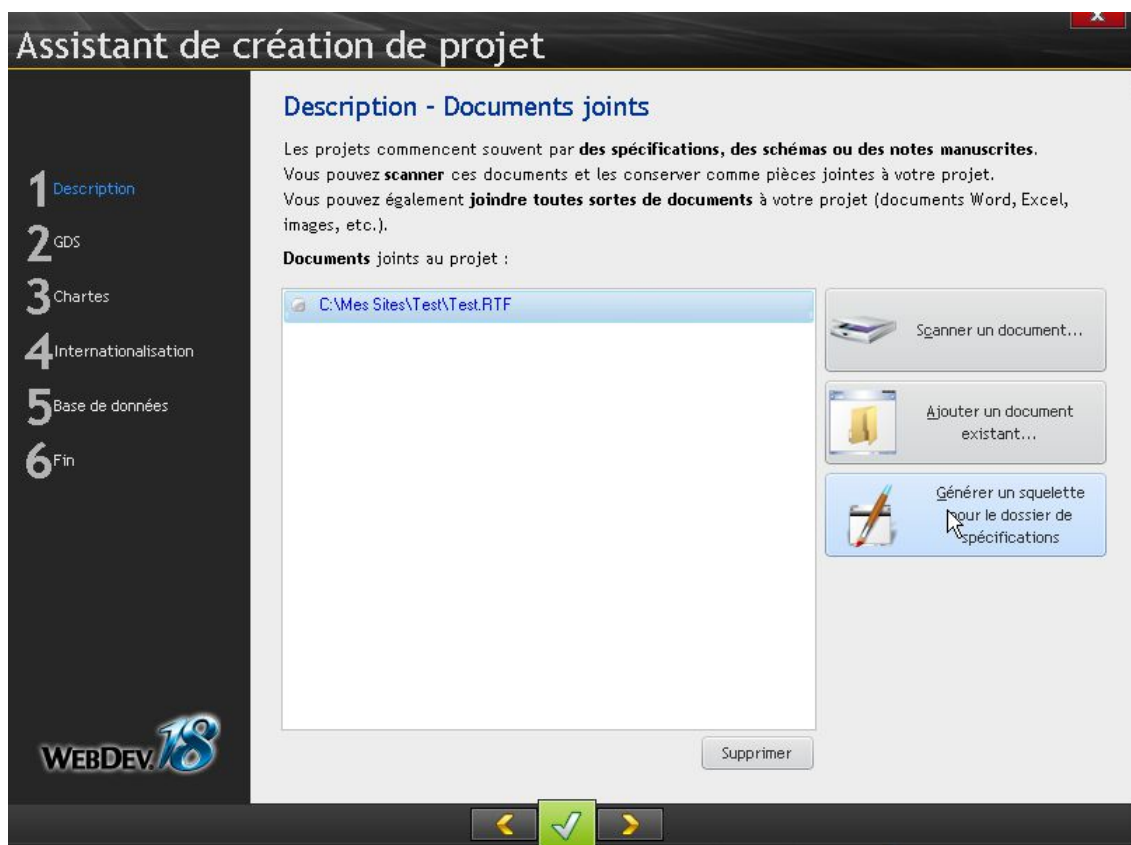 X
Assistant de création de projet
Description - Documents joints
Les projets commencent souvent par des spécifications, des schémas ou des notes manuscrites.
Vous pouvez scanner ces documents et les conserver comme pièces jointes à votre projet.
Vous pouvez également joindre toutes sortes de documents à votre projet (documents Word, Excel,
images, etc.).
Documents joints au projet :
1 Description
2 GDS
3 Chartes
4 Internationalisation
5 Base de données
6 Fin
C:\Mes Sites\Test\Test.RTF
Scanner un document...
Ajouter un document
existant...
Générer un squelette
pour le dossier de
spécifications
Supprimer
WEBDEV.18